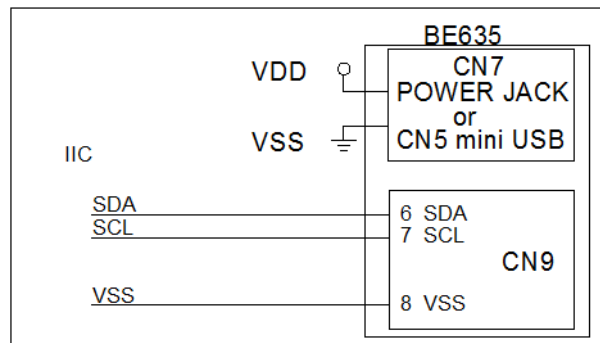 BE635
VDD
CN7
POWER JACK
or
VSS
CN5 mini USB
IIC
SDA
6 SDA
SCL
7 SCL
CN9
VSS
8 VSS